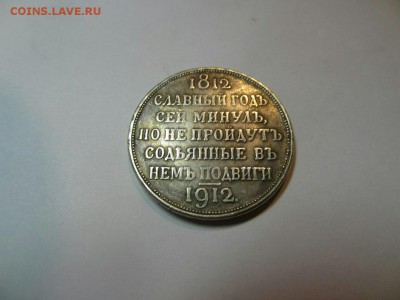 COINS.LAVE.RU
1812
СЛАВНЫЙ ГОДЪ
СЕЙ МИНУЛЪ,
НО НЕ ПРОЙДУТЪ
СОДѢЯННЫЕ ВЪ
НЕМЪ ПОДВИГИ
1912.